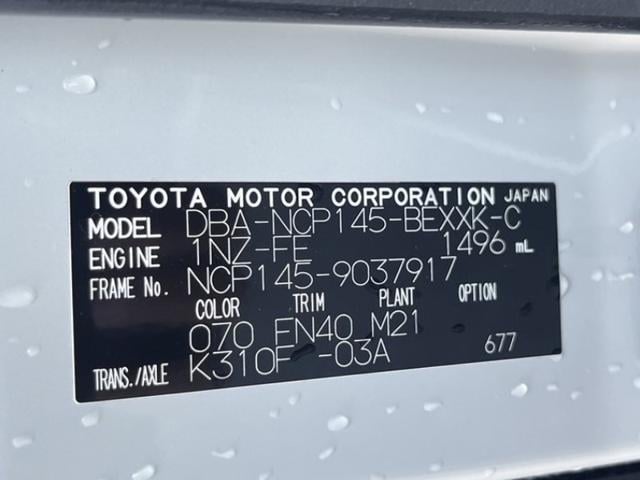 TOYOTA MOTOR CORPORATION JAPAN
MODEL DBA-NCP145-BEXXK-C
ENGINE 1NZ-FE 1496 mL
FRAME No. NCP145-9037917
COLOR TRIM PLANT OPTION
070 FN40 M21
TRANS./AXLE K310F -03A 677